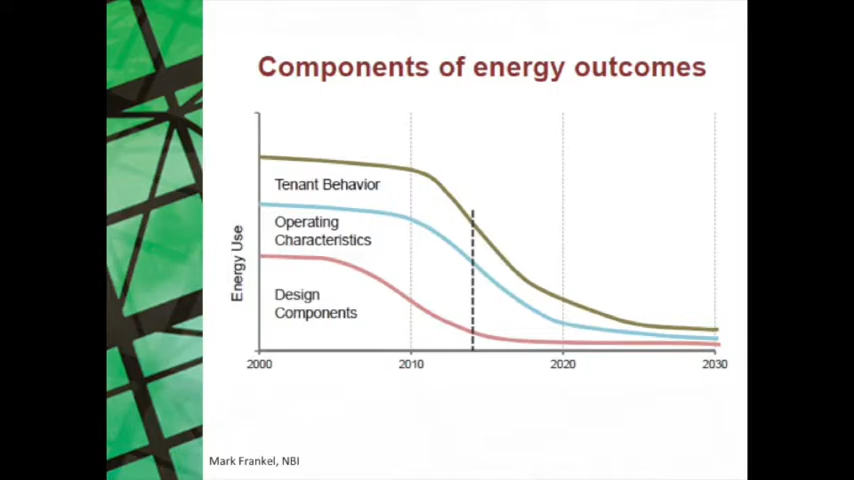 Components of energy outcomes
Tenant Behavior
Operating
Characteristics
Design
Components
Energy Use
2000 2010 2020 2030
Mark Frankel, NBI